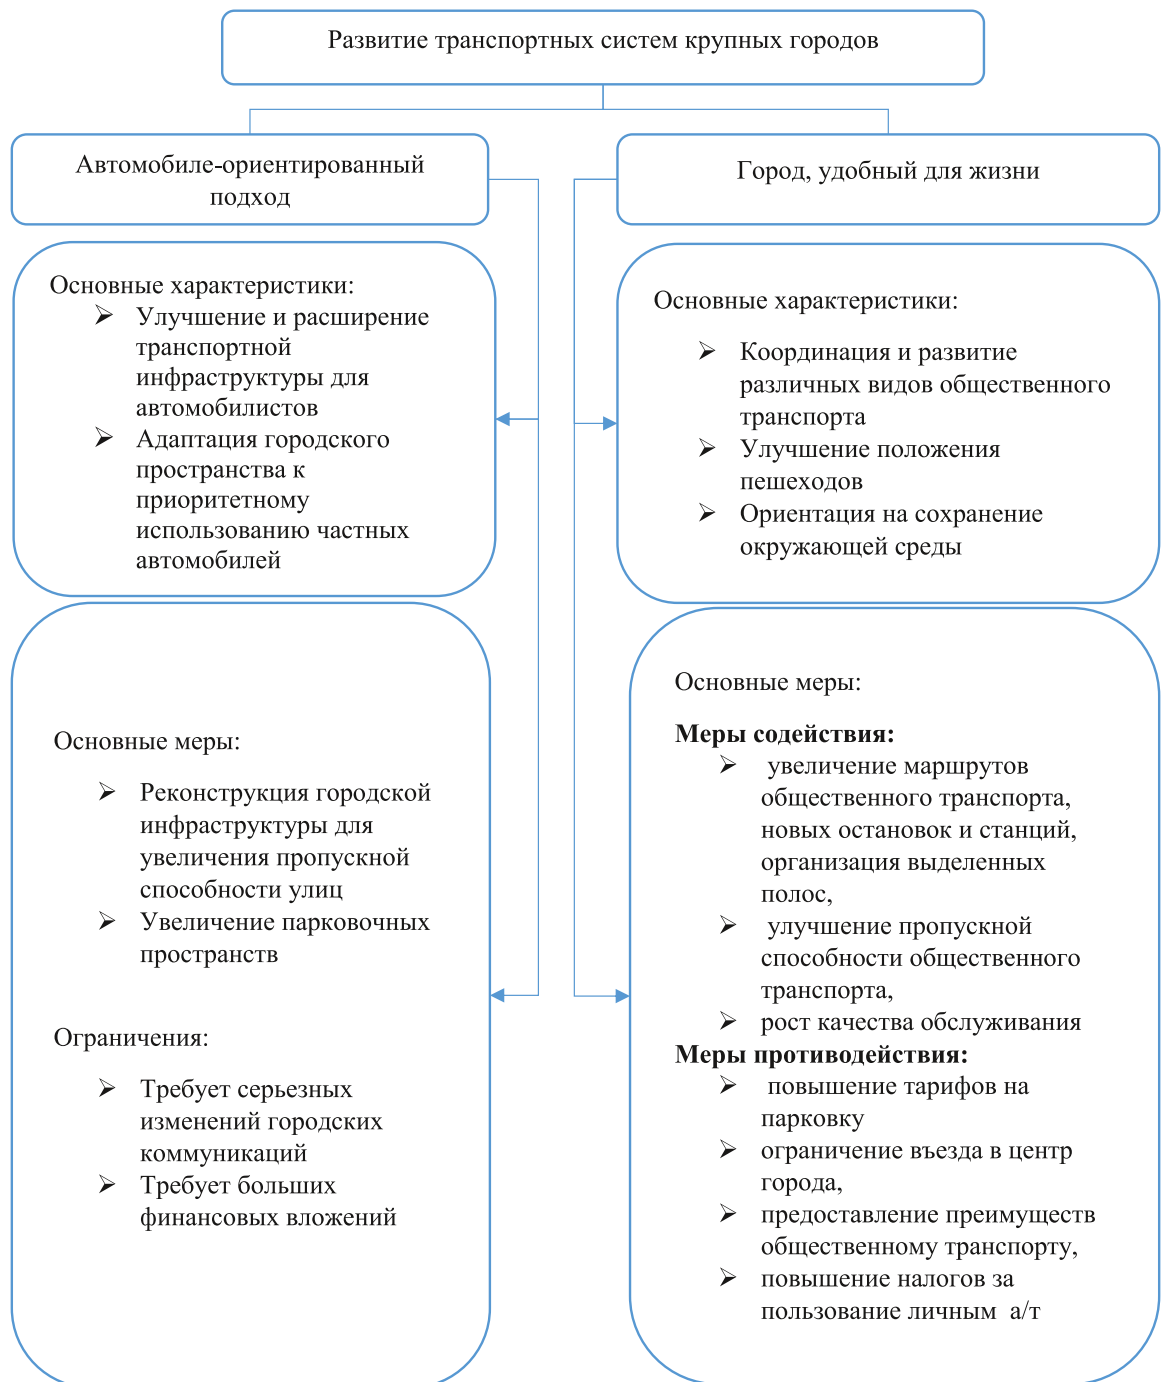 Развитие транспортных систем крупных городов
Автомобиле-ориентированный
подход
Город, удобный для жизни
Основные характеристики:
➢ Улучшение и расширение
транспортной
инфраструктуры для
автомобилистов
➢ Адаптация городского
пространства к
приоритетному
использованию частных
автомобилей
Основные характеристики:
➢ Координация и развитие
различных видов общественного
транспорта
➢ Улучшение положения
пешеходов
➢ Ориентация на сохранение
окружающей среды
Основные меры:
➢ Реконструкция городской
инфраструктуры для
увеличения пропускной
способности улиц
➢ Увеличение парковочных
пространств
Ограничения:
➢ Требует серьезных
изменений городских
коммуникаций
➢ Требует больших
финансовых вложений
Основные меры:
Меры содействия:
➢ увеличение маршрутов
общественного транспорта,
новых остановок и станций,
организация выделенных
полос,
➢ улучшение пропускной
способности общественного
транспорта,
➢ рост качества обслуживания
Меры противодействия:
➢ повышение тарифов на
парковку
➢ ограничение въезда в центр
города,
➢ предоставление преимуществ
общественному транспорту,
➢ повышение налогов за
пользование личным а/т